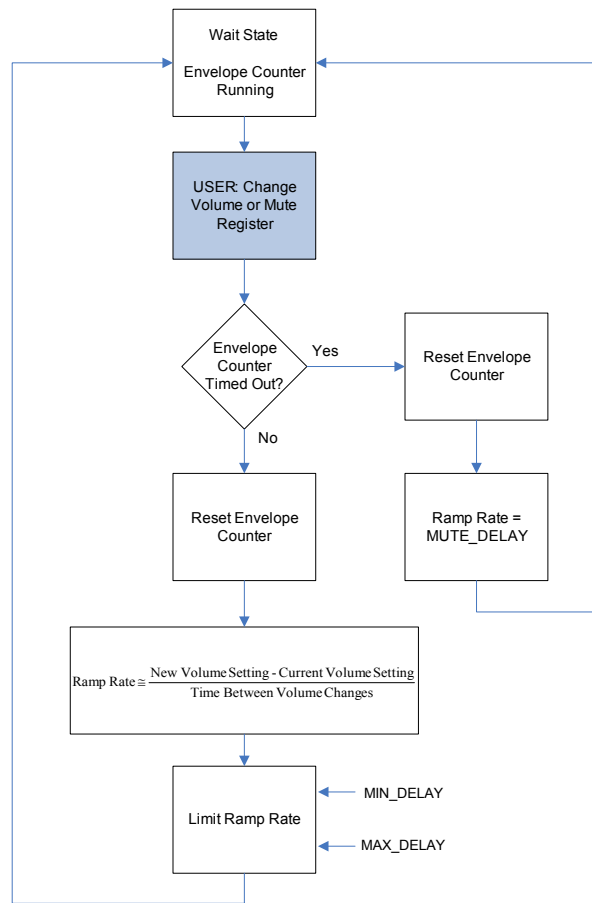 Wait State
Envelope Counter
Running
USER: Change
Volume or Mute
Register
Envelope
Counter
Timed Out?
Yes
Reset Envelope
Counter
No
Reset Envelope
Counter
Ramp Rate =
MUTE_DELAY
Ramp Rate ≅ New Volume Setting - Current Volume Setting
Time Between Volume Changes
Limit Ramp Rate
MIN_DELAY
MAX_DELAY